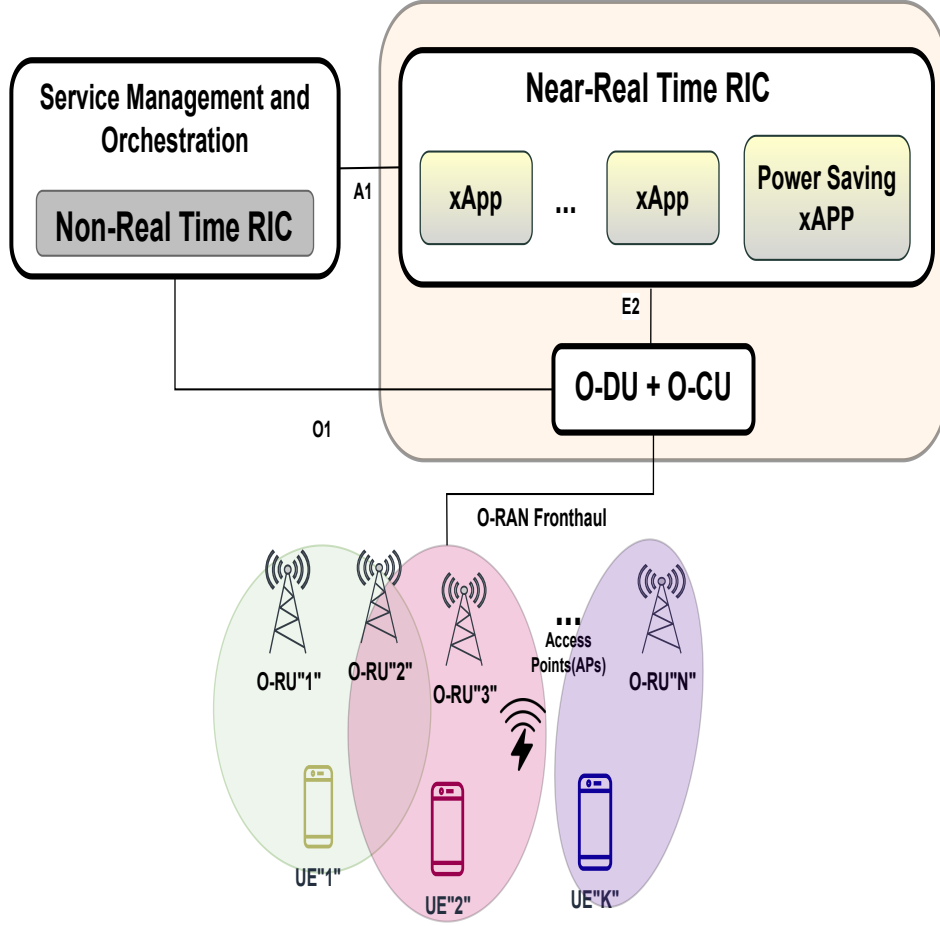 Service Management and
Orchestration
Non-Real Time RIC
A1
Near-Real Time RIC
xApp
...
xApp
Power Saving
xAPP
E2
O-DU + O-CU
O1
O-RAN Fronthaul
O-RU"1"
O-RU"2"
O-RU"3"
...
Access
Points(APs)
O-RU"N"
UE"1"
UE"2"
UE"K"